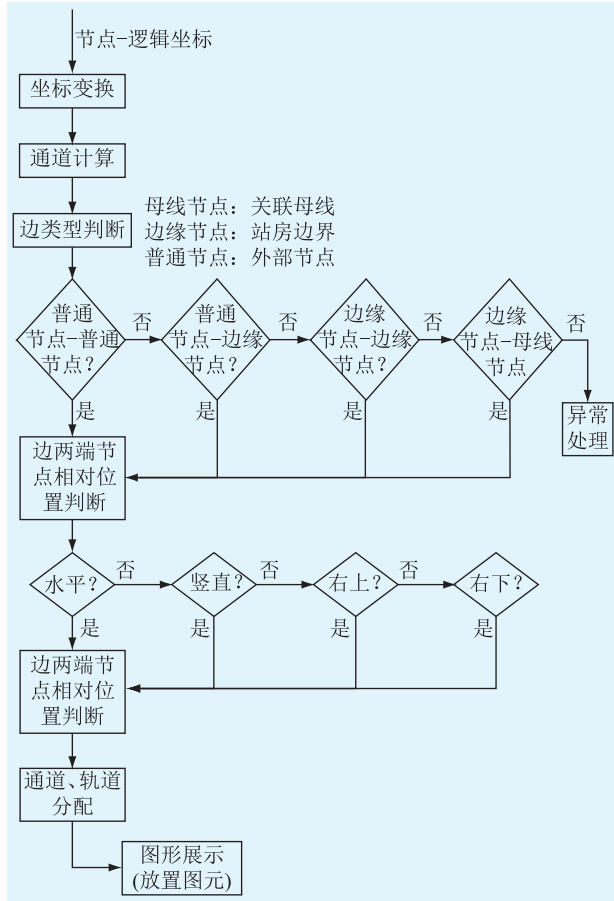 节点-逻辑坐标
坐标变换
通道计算
边类型判断
母线节点：关联母线
边缘节点：站房边界
普通节点：外部节点
普通
节点-普通
节点？
否
普通
节点-边缘
节点？
否
边缘
节点-边缘
节点？
否
边缘
节点-母线
节点
否
是
是
是
是
异常
处理
边两端节
点相对位
置判断
水平？
否
竖直？
否
右上？
否
右下？
是
是
是
是
边两端节
点相对位
置判断
通道、轨道
分配
图形展示
(放置图元)